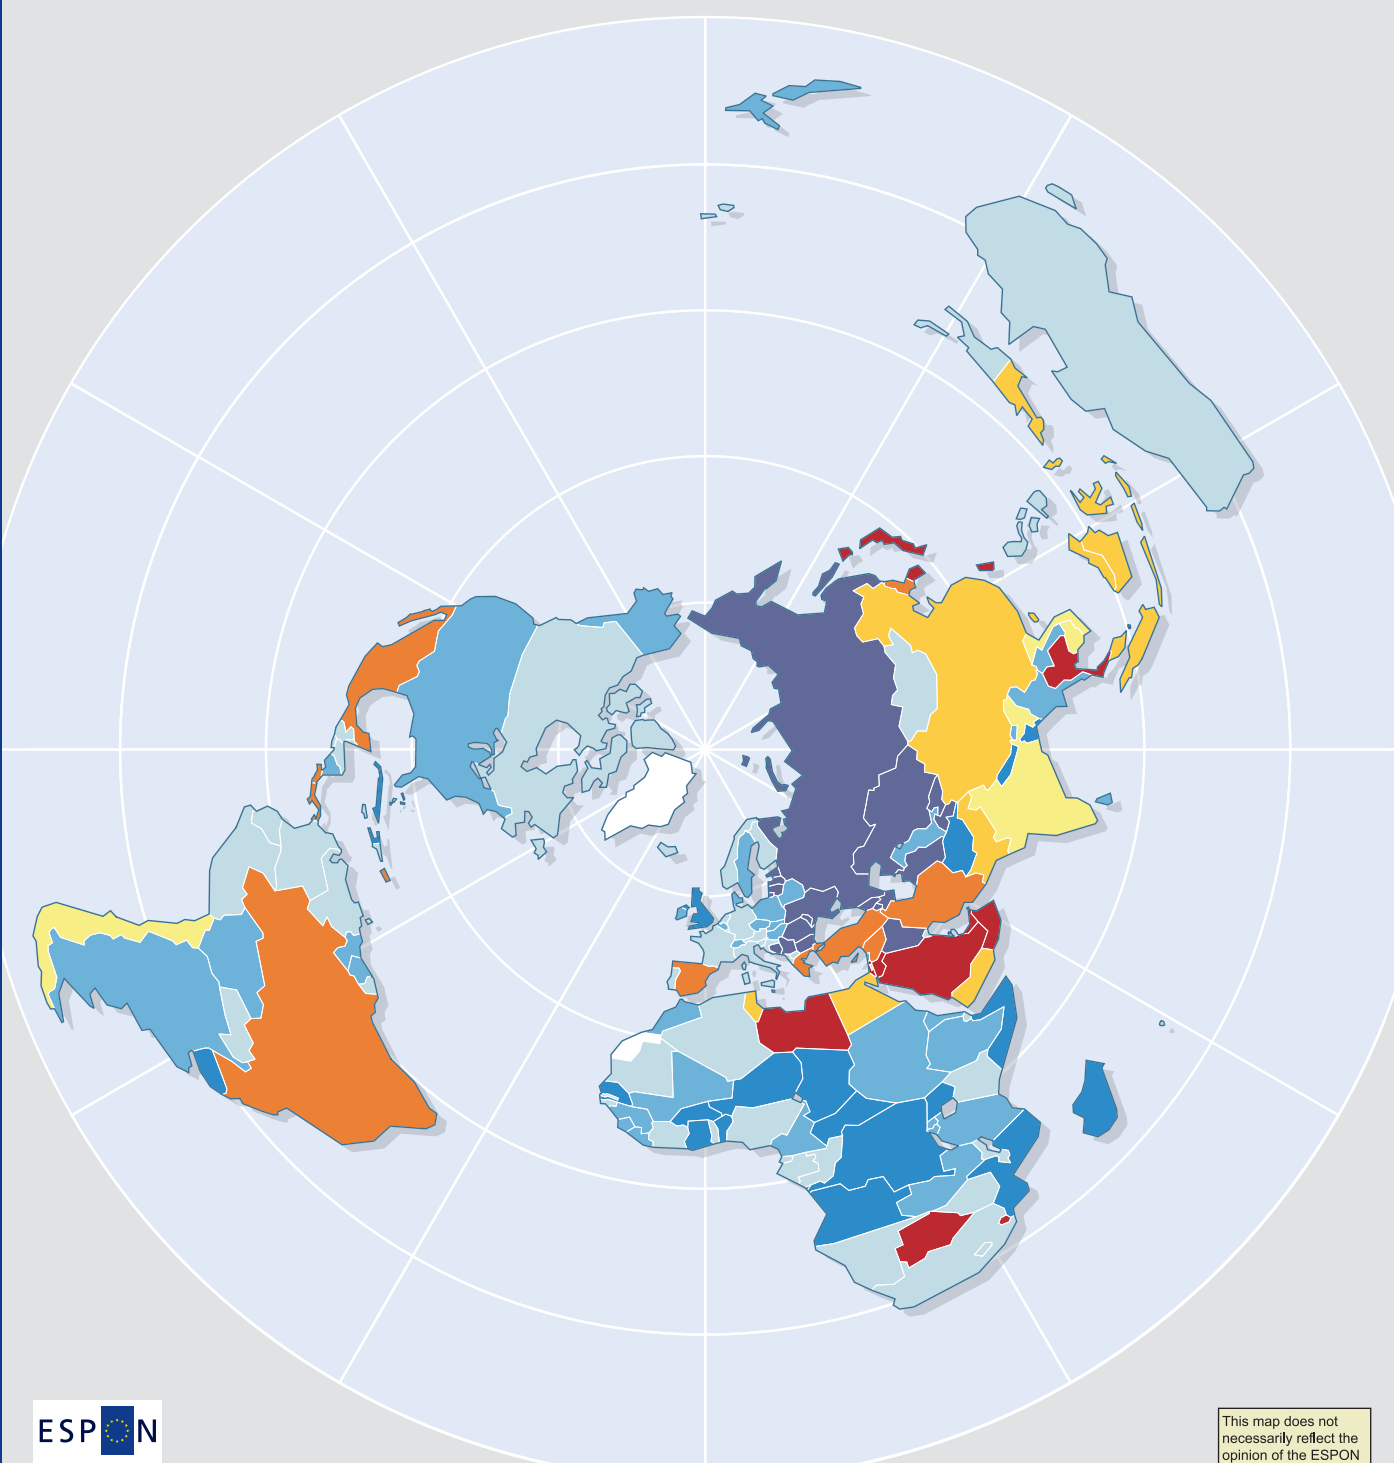 ESPON
This map does not
necessarily reflect the
opinion of the ESPON